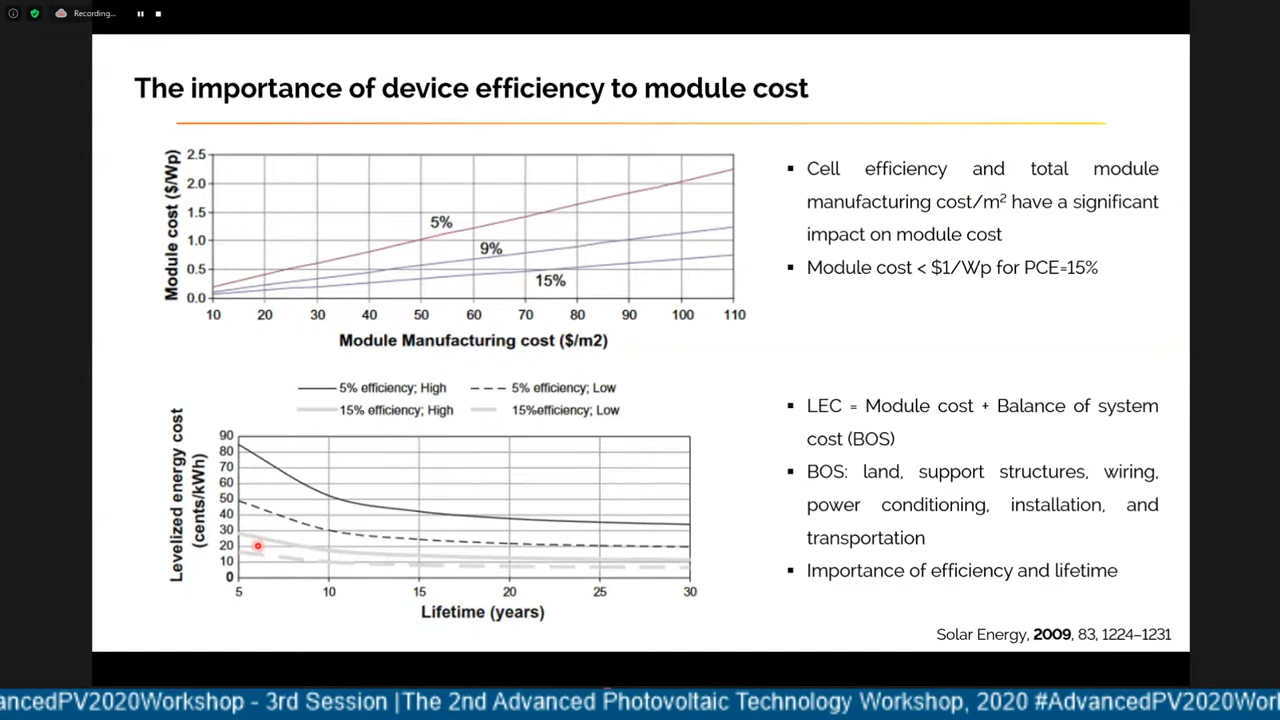 Recording...
The importance of device efficiency to module cost
Module cost ($/Wp)
2.5
2.0
1.5
1.0
0.5
0.0
5%
9%
15%
10 20 30 40 50 60 70 80 90 100 110
Module Manufacturing cost ($/m2)
▪ Cell efficiency and total module
manufacturing cost/m² have a significant
impact on module cost
▪ Module cost < $1/Wp for PCE=15%
5% efficiency; High 5% efficiency; Low
15% efficiency; High 15%efficiency; Low
Levelized energy cost
(cents/kWh)
90
80
70
60
50
40
30
20
10
0
5 10 15 20 25 30
Lifetime (years)
▪ LEC = Module cost + Balance of system
cost (BOS)
▪ BOS: land, support structures, wiring,
power conditioning, installation, and
transportation
▪ Importance of efficiency and lifetime
Solar Energy, 2009, 83, 1224–1231
ancedPV2020Workshop - 3rd Session |The 2nd Advanced Photovoltaic Technology Workshop, 2020 #AdvancedPV2020Wor